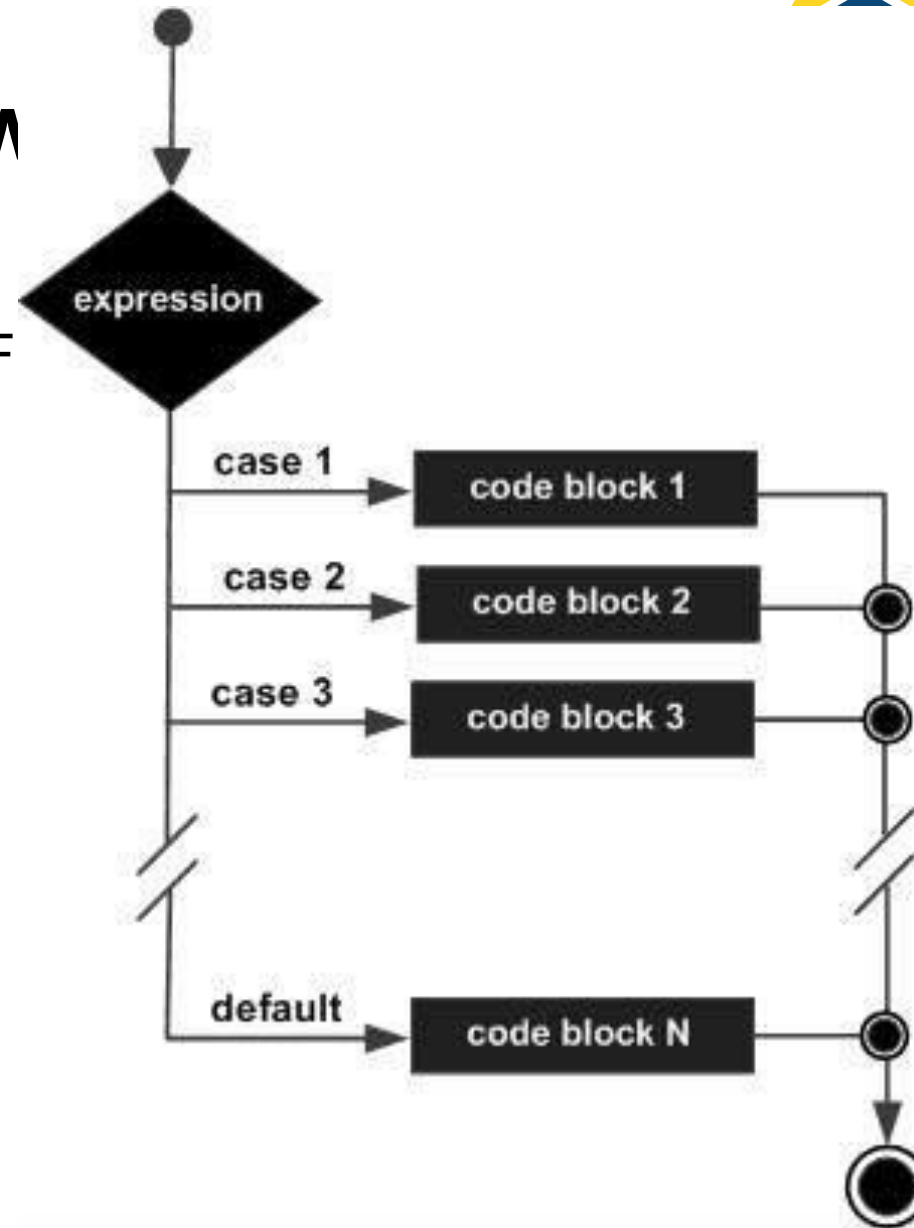 expression
case 1
code block 1
case 2
code block 2
case 3
code block 3
default
code block N